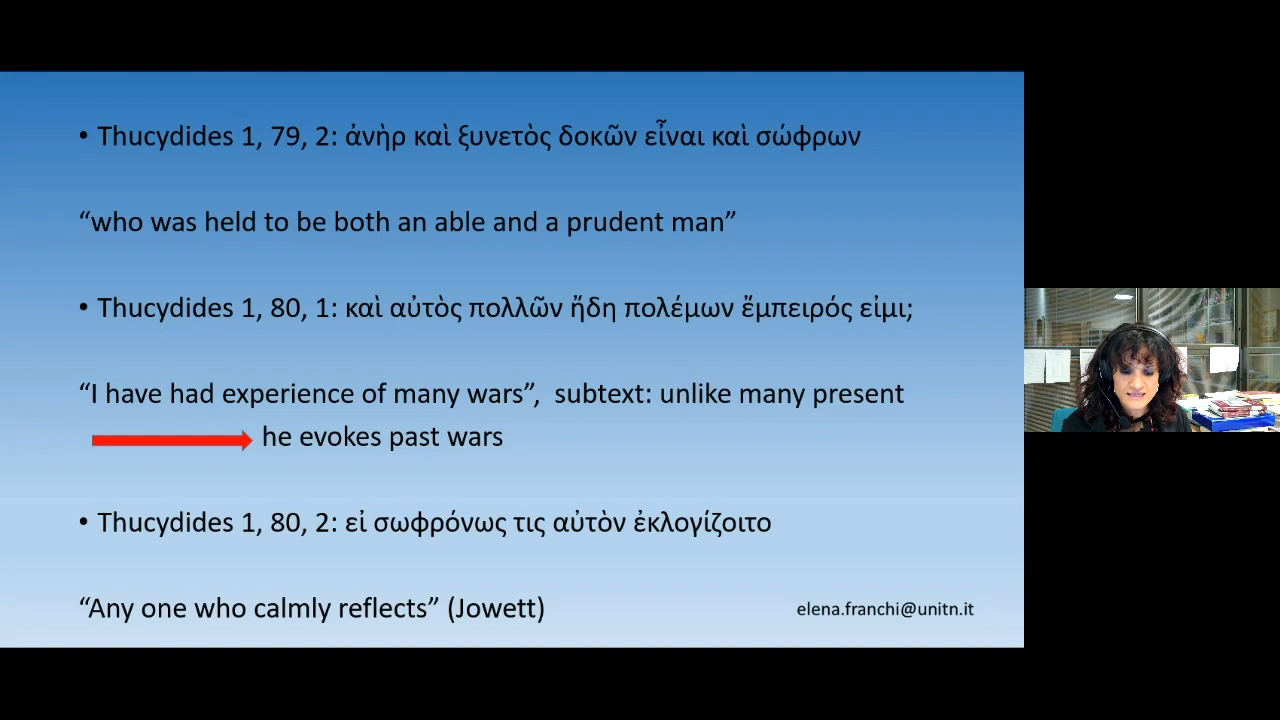 • Thucydides 1, 79, 2: ἀνὴρ καὶ ξυνετὸς δοκῶν εἶναι καὶ σώφρων
“who was held to be both an able and a prudent man”
• Thucydides 1, 80, 1: καὶ αὐτὸς πολλῶν ἤδη πολέμων ἔμπειρός εἰμι;
“I have had experience of many wars”, subtext: unlike many present
he evokes past wars
• Thucydides 1, 80, 2: εἰ σωφρόνως τις αὐτὸν ἐκλογίζοιτο
“Any one who calmly reflects” (Jowett)
elena.franchi@unitn.it